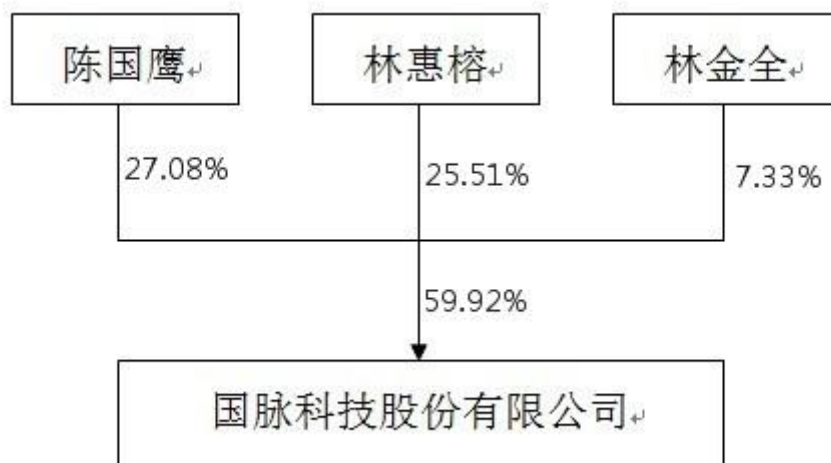 陈国鹰
林惠榕
林金全
27.08%
25.51%
7.33%
59.92%
国脉科技股份有限公司